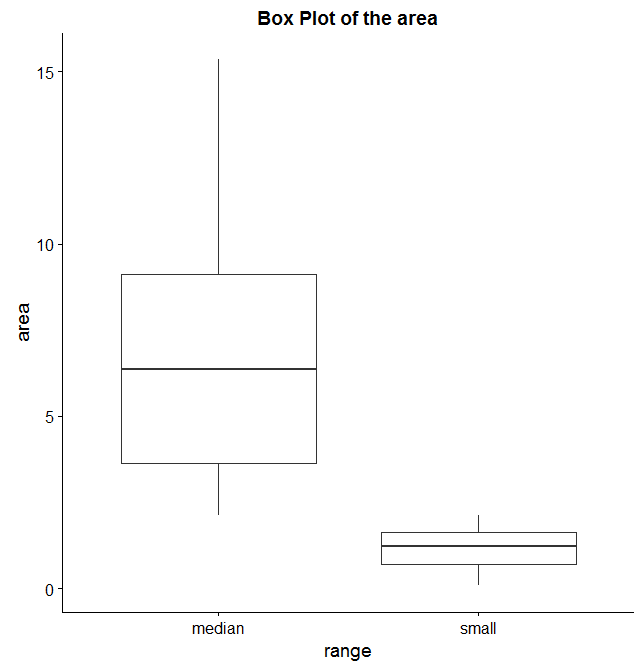 Box Plot of the area
15
10
5
0
area
median small
range